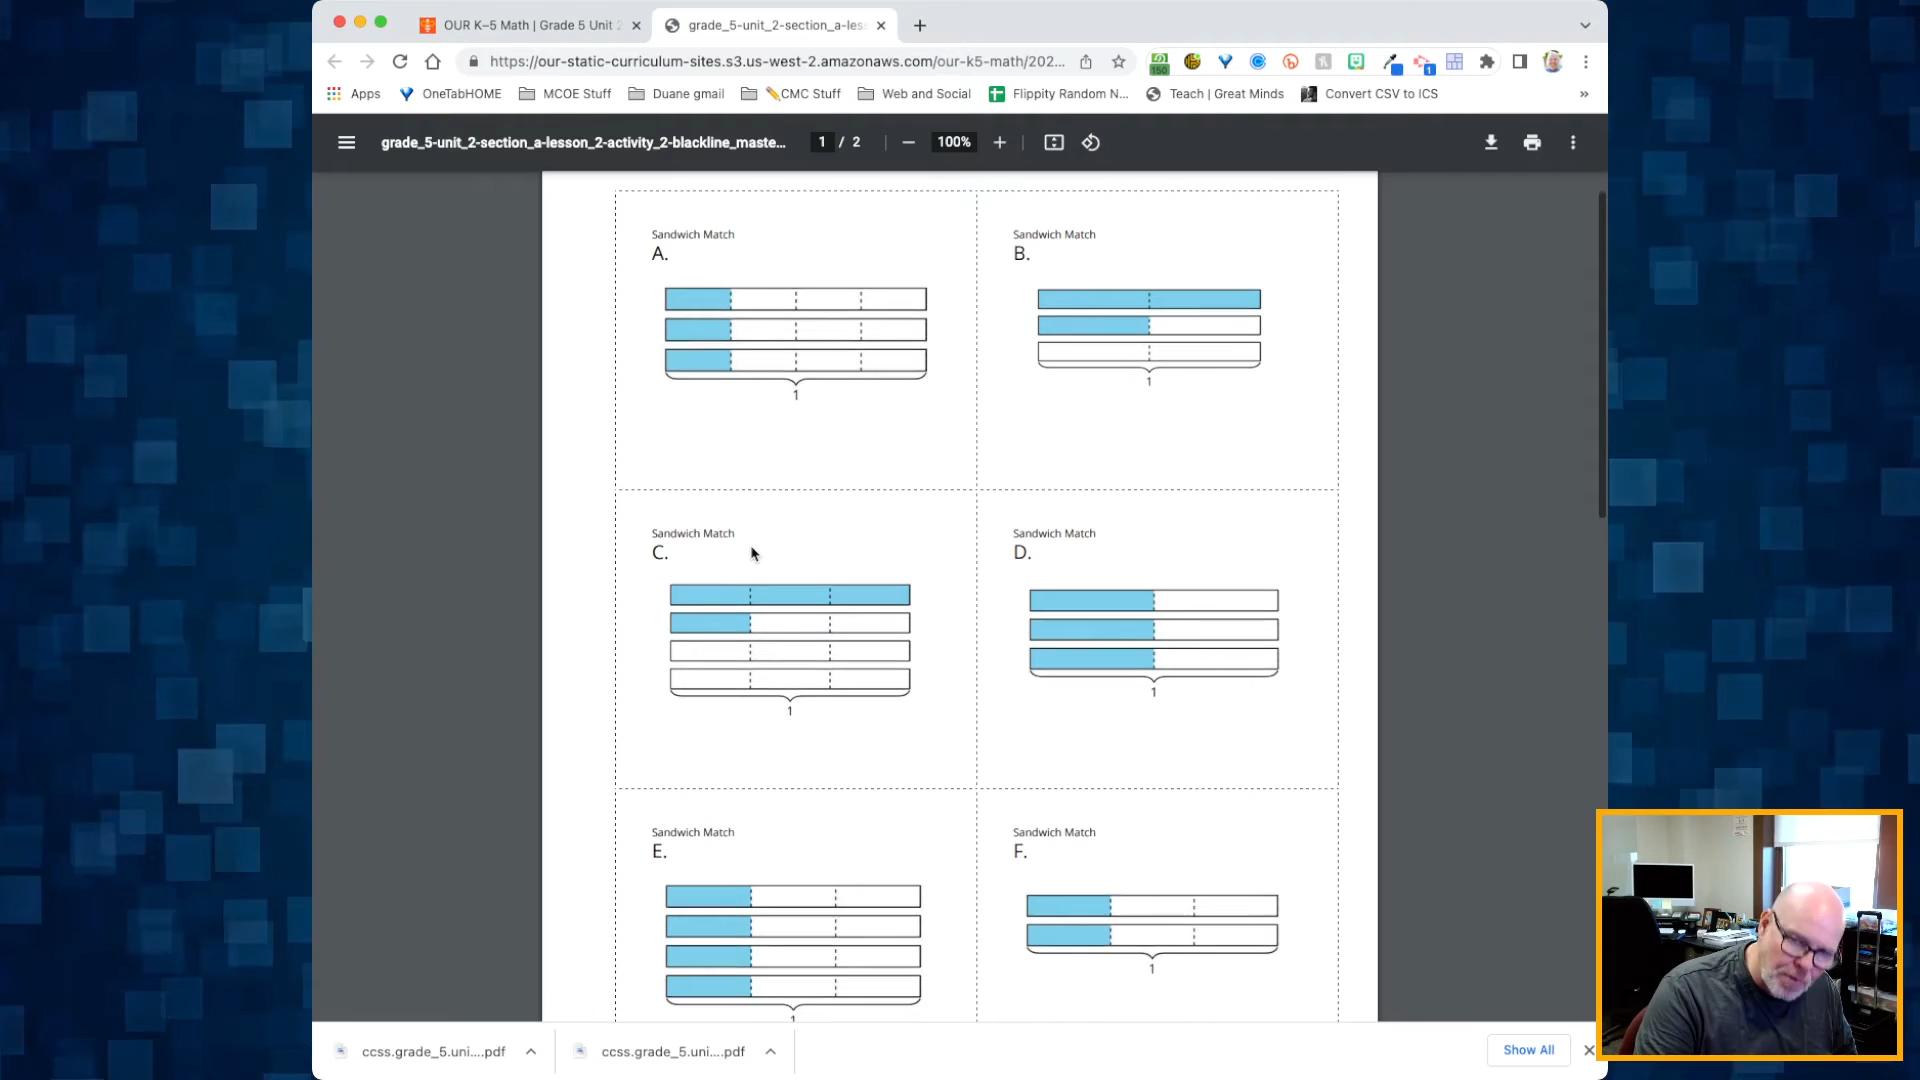 OUR K–5 Math | Grade 5 Unit 2
grade_5-unit_2-section_a-les
https://our-static-curriculum-sites.s3.us-west-2.amazonaws.com/our-k5-math/202...
150
1
Apps
OneTabHOME
MCOE Stuff
Duane gmail
✏️CMC Stuff
Web and Social
Flippity Random N...
Teach | Great Minds
Convert CSV to ICS
»
grade_5-unit_2-section_a-lesson_2-activity_2-blackline_maste...
1 / 2
100%
Sandwich Match
A.
1
Sandwich Match
B.
1
Sandwich Match
C.
1
Sandwich Match
D.
1
Sandwich Match
E.
1
Sandwich Match
F.
1
ccss.grade_5.uni....pdf
ccss.grade_5.uni....pdf
Show All